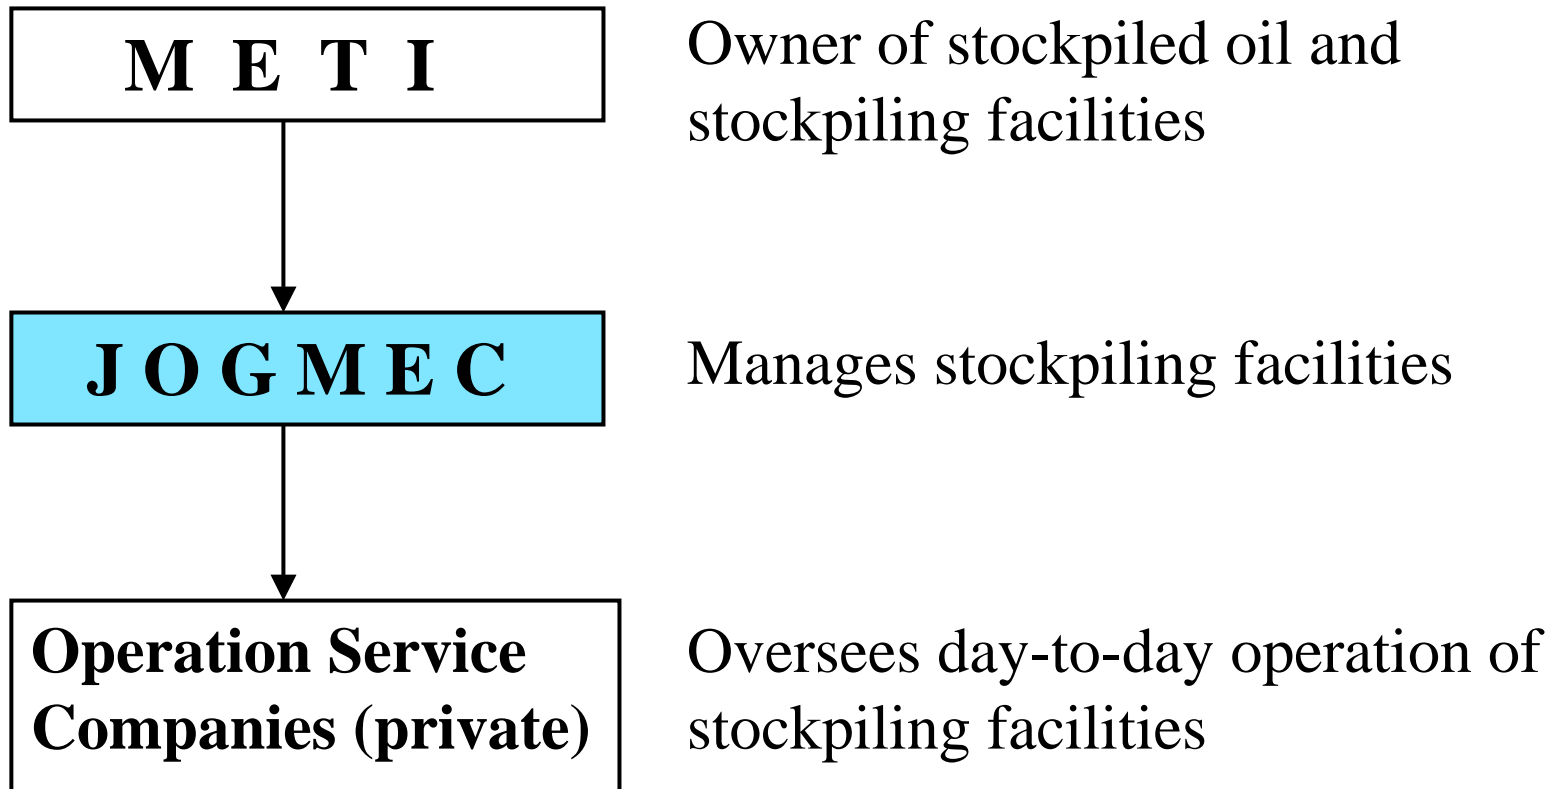 M E T I
Owner of stockpiled oil and
stockpiling facilities
J O G M E C
Manages stockpiling facilities
Operation Service
Companies (private)
Oversees day-to-day operation of
stockpiling facilities